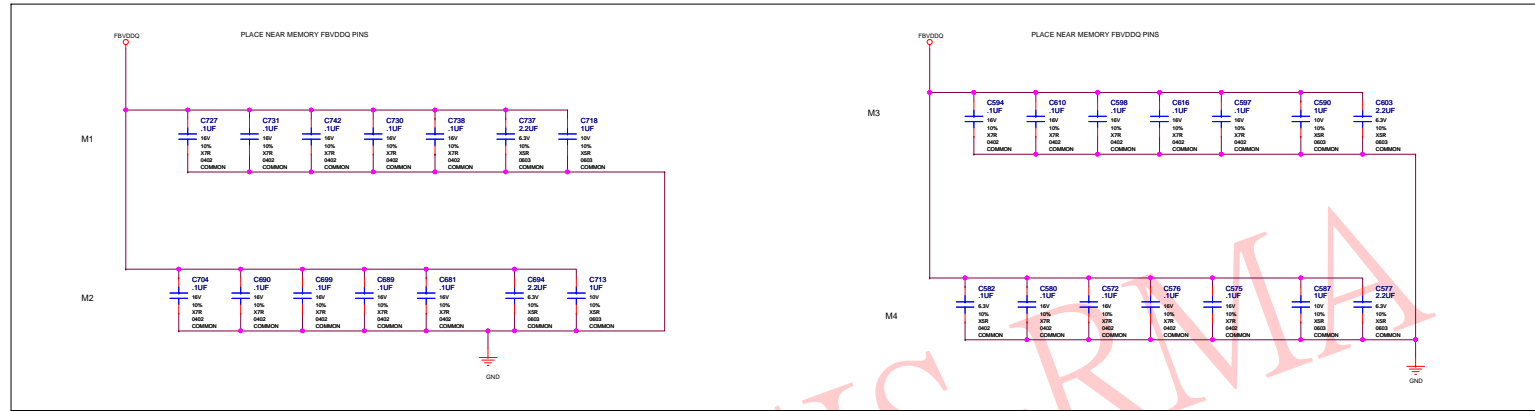 FBVDDQ
PLACE NEAR MEMORY FBVDDQ PINS
M1
C727
.1UF
16V
10%
X7R
0402
COMMON
C731
.1UF
16V
10%
X7R
0402
COMMON
C742
.1UF
16V
10%
X7R
0402
COMMON
C730
.1UF
16V
10%
X7R
0402
COMMON
C738
.1UF
16V
10%
X7R
0402
COMMON
C737
2.2UF
6.3V
10%
X5R
0603
COMMON
C718
1UF
10V
10%
X5R
0603
COMMON
M2
C704
.1UF
16V
10%
X7R
0402
COMMON
C690
.1UF
16V
10%
X7R
0402
COMMON
C699
.1UF
16V
10%
X7R
0402
COMMON
C689
.1UF
16V
10%
X7R
0402
COMMON
C681
.1UF
16V
10%
X7R
0402
COMMON
C694
2.2UF
6.3V
10%
X5R
0603
COMMON
C713
1UF
10V
10%
X5R
0603
COMMON
GND
FBVDDQ
PLACE NEAR MEMORY FBVDDQ PINS
M3
C594
.1UF
16V
10%
X7R
0402
COMMON
C610
.1UF
16V
10%
X7R
0402
COMMON
C598
.1UF
16V
10%
X7R
0402
COMMON
C616
.1UF
16V
10%
X7R
0402
COMMON
C597
.1UF
16V
10%
X7R
0402
COMMON
C590
1UF
10V
10%
X5R
0603
COMMON
C603
2.2UF
6.3V
10%
X5R
0603
COMMON
M4
C582
.1UF
6.3V
10%
X5R
0402
COMMON
C580
.1UF
16V
10%
X7R
0402
COMMON
C572
.1UF
16V
10%
X7R
0402
COMMON
C576
.1UF
16V
10%
X7R
0402
COMMON
C575
.1UF
16V
10%
X7R
0402
COMMON
C587
1UF
10V
10%
X5R
0603
COMMON
C577
2.2UF
6.3V
10%
X5R
0603
COMMON
GND
RMA